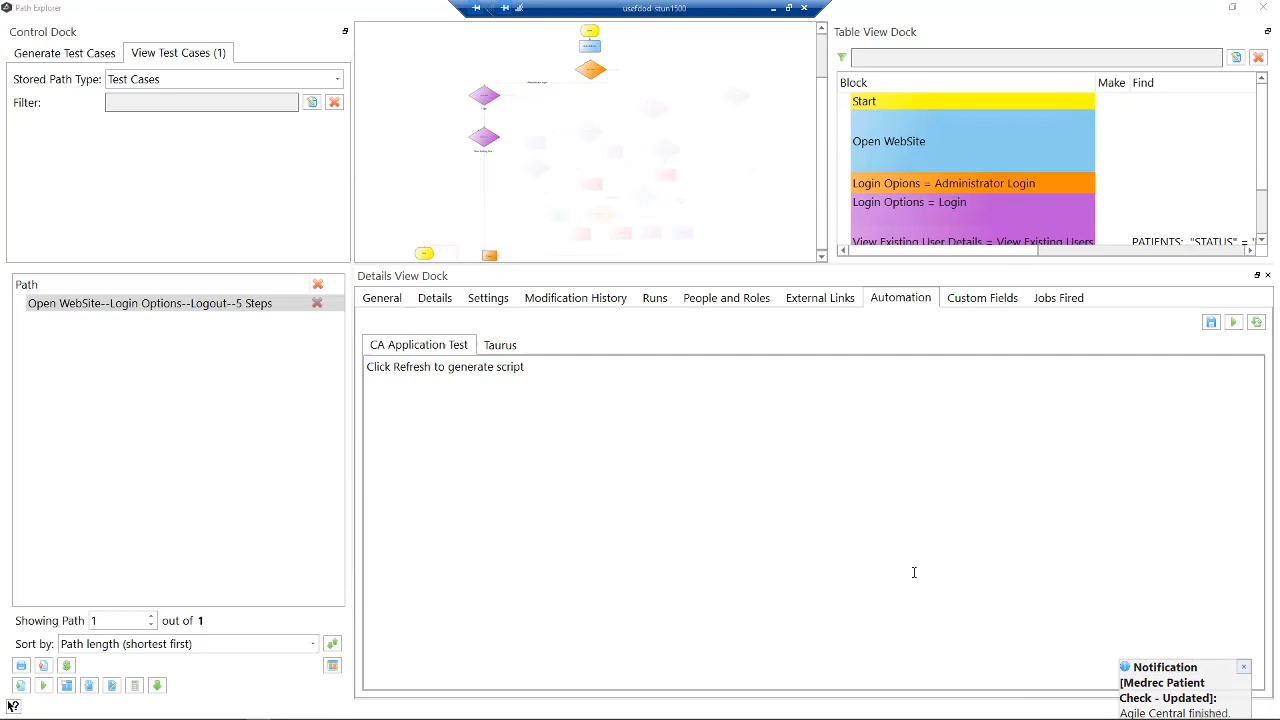 Path Explorer
usefdod-stun1500
Control Dock
Generate Test Cases
View Test Cases (1)
Stored Path Type:
Test Cases
Filter:
Table View Dock
Block
Make
Find
Start
Open WebSite
Login Opions = Administrator Login
Login Options = Login
View Existing User Details = View Existing Users
PATIENTS."STATUS" =
Path
Open WebSite--Login Options--Logout--5 Steps
Showing Path
1
out of 1
Sort by:
Path length (shortest first)
Details View Dock
General
Details
Settings
Modification History
Runs
People and Roles
External Links
Automation
Custom Fields
Jobs Fired
CA Application Test
Taurus
Click Refresh to generate script
Notification
[Medrec Patient
Check - Updated]:
Agile Central finished.